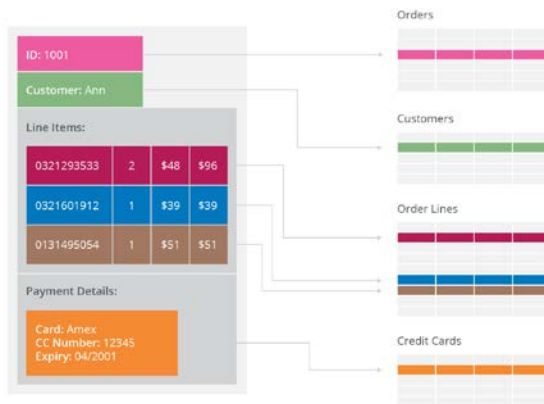 Orders
ID: 1001
Customer: Ann
Customers
Line Items:
0321293533 2 $48 $96
0321601912 1 $39 $39
0131495054 1 $51 $51
Order Lines
Payment Details:
Card: Amex
CC Number: 12345
Expiry: 04/2001
Credit Cards